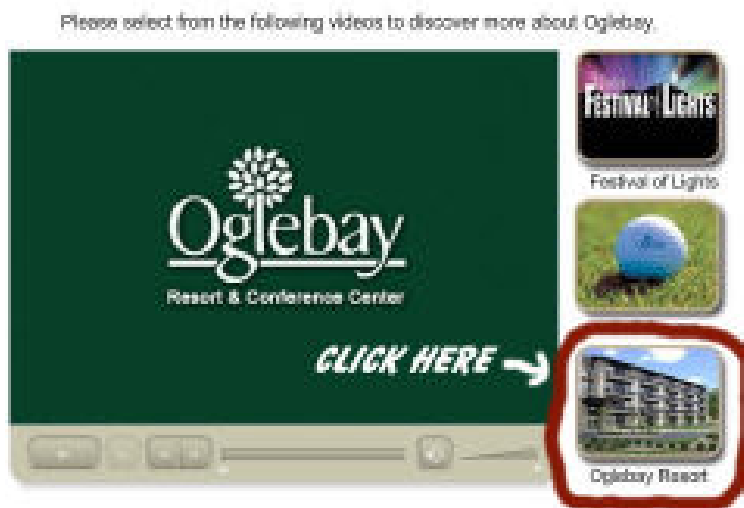 Please select from the following videos to discover more about Oglebay.
FESTIVAL of LIGHTS
Festival of Lights
Oglebay
Resort & Conference Center
CLICK HERE
Oglebay Resort